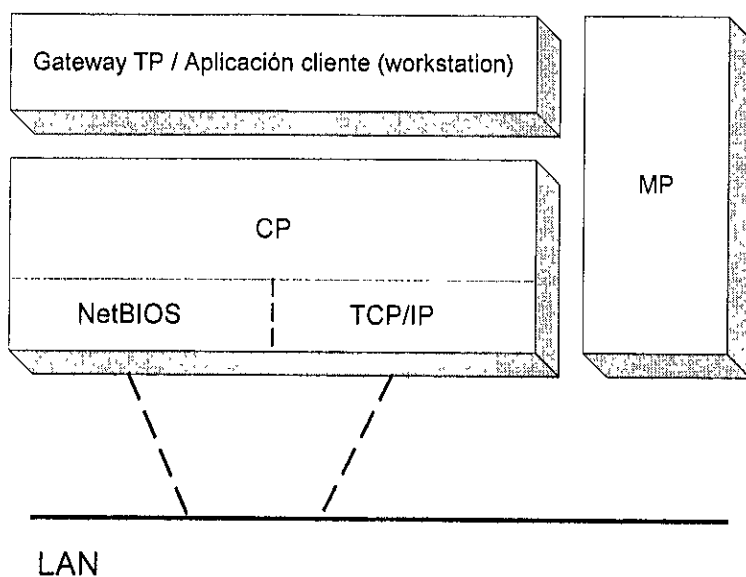 Gateway TP / Aplicación cliente (workstation)
MP
CP
NetBIOS
TCP/IP
LAN